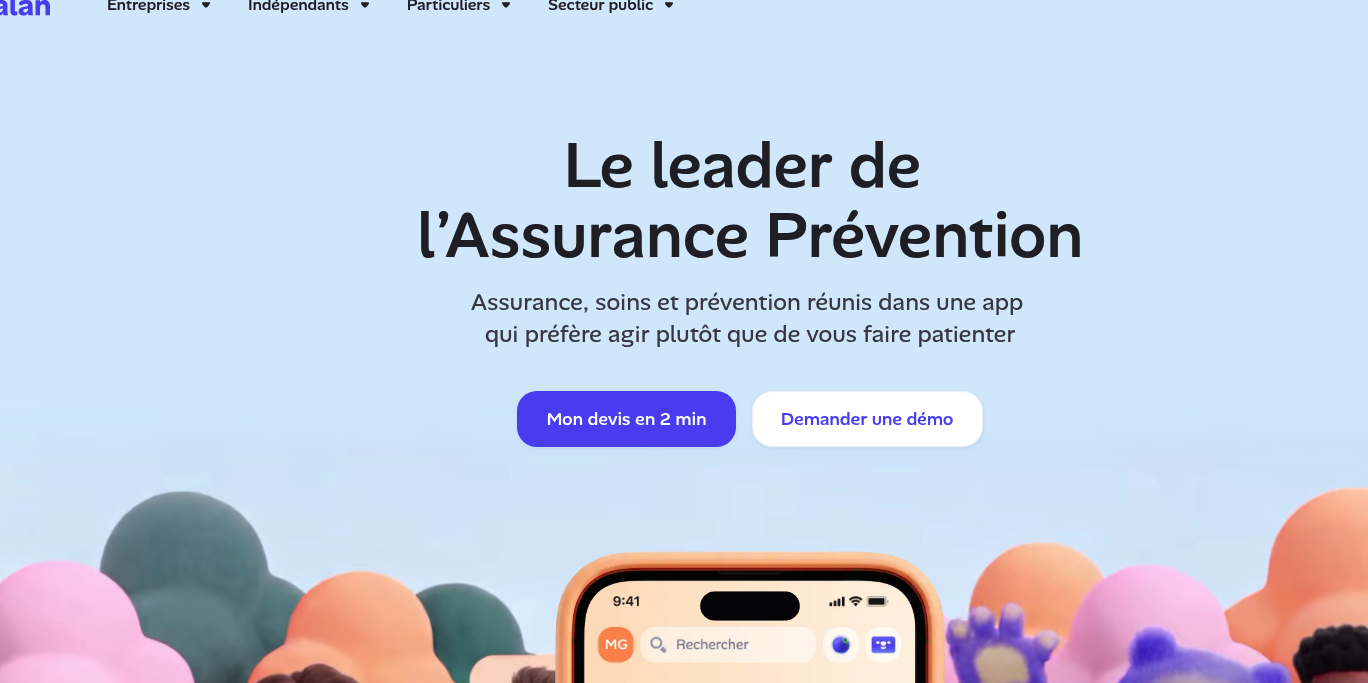 alan
Entreprises
Indépendants
Particuliers
Secteur public
Le leader de
l’Assurance Prévention
Assurance, soins et prévention réunis dans une app
qui préfère agir plutôt que de vous faire patienter
Mon devis en 2 min
Demander une démo
9:41
MG
Rechercher